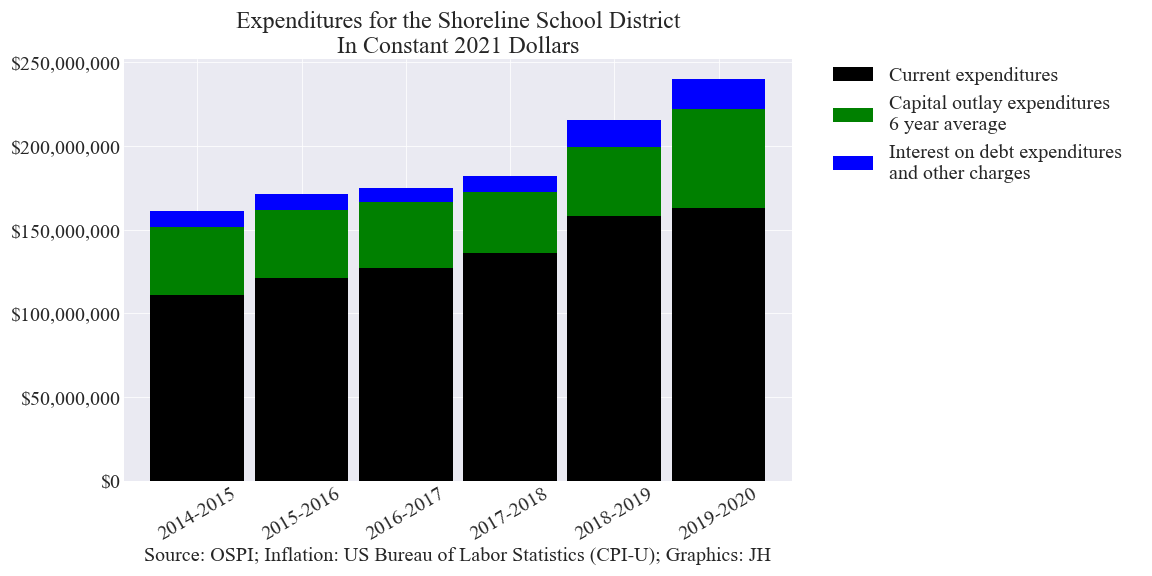 Expenditures for the Shoreline School District
In Constant 2021 Dollars
$250,000,000
$200,000,000
$150,000,000
$100,000,000
$50,000,000
$0
2014-2015
2015-2016
2016-2017
2017-2018
2018-2019
2019-2020
Source: OSPI; Inflation: US Bureau of Labor Statistics (CPI-U); Graphics: JH
Current expenditures
Capital outlay expenditures
6 year average
Interest on debt expenditures
and other charges